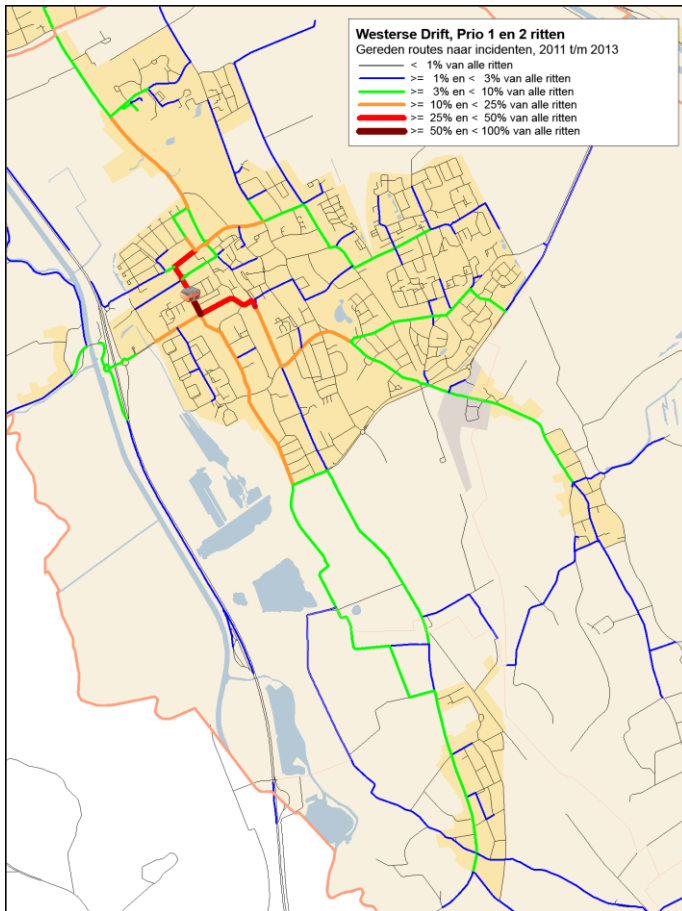 Westerse Drift, Prio 1 en 2 ritten
Gereden routes naar incidenten, 2011 t/m 2013
< 1% van alle ritten
>= 1% en < 3% van alle ritten
>= 3% en < 10% van alle ritten
>= 10% en < 25% van alle ritten
>= 25% en < 50% van alle ritten
>= 50% en < 100% van alle ritten